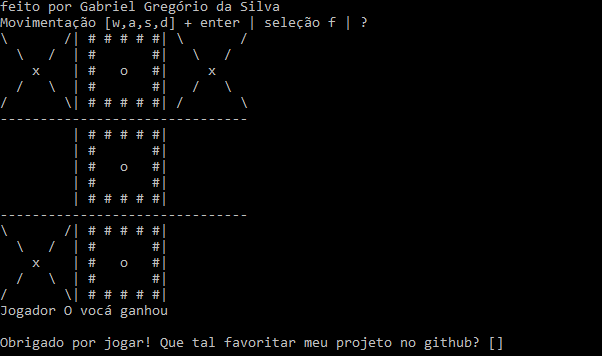 feito por Gabriel Gregório da Silva
Movimentação [w,a,s,d] + enter | seleção f | ?
\       /| # # # # #| \       /
  \   /  | #       #|   \   /
    x    | #   o   #|     x
  /   \  | #       #|   /   \
/       \| # # # # #| /       \
-------------------------------
         | # # # # #|
         | #       #|
         | #   o   #|
         | #       #|
         | # # # # #|
-------------------------------
\       /| # # # # #|
  \   /  | #       #|
    x    | #   o   #|
  /   \  | #       #|
/       \| # # # # #|
Jogador O vocá ganhou
Obrigado por jogar! Que tal favoritar meu projeto no github? []